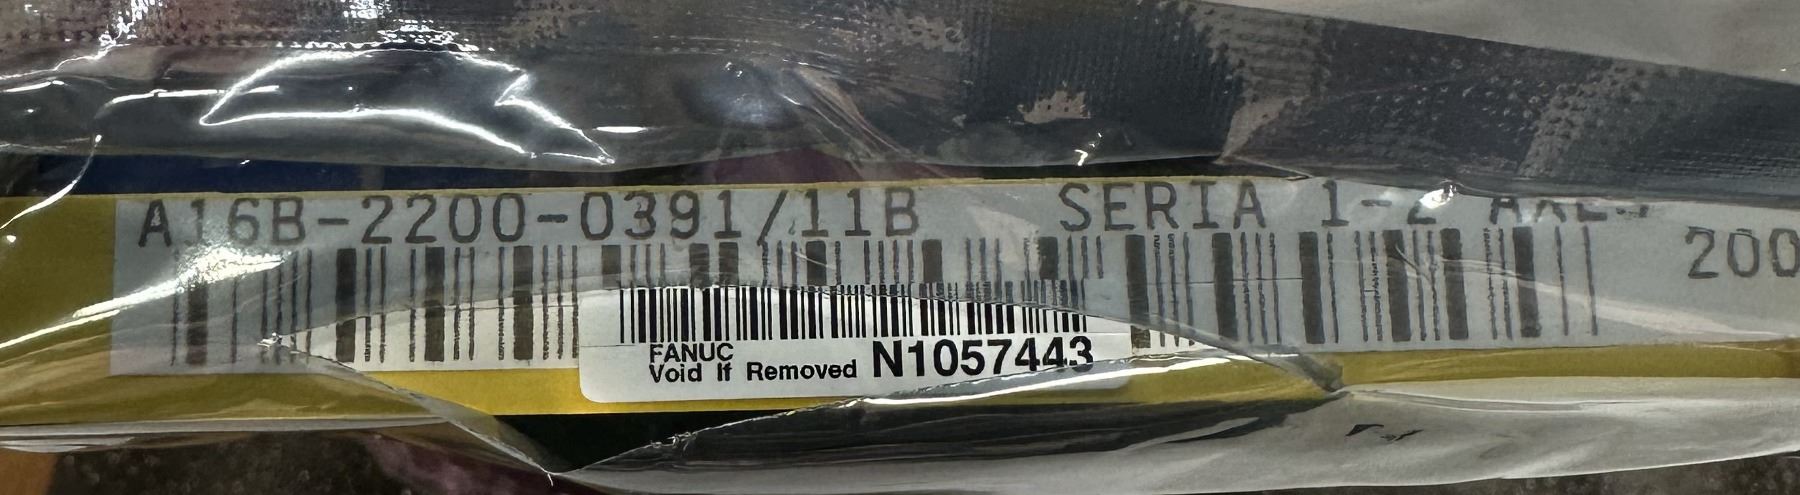 A16B-2200-0391/11B SERIA 1-2
200
FANUC
Void If Removed N1057443